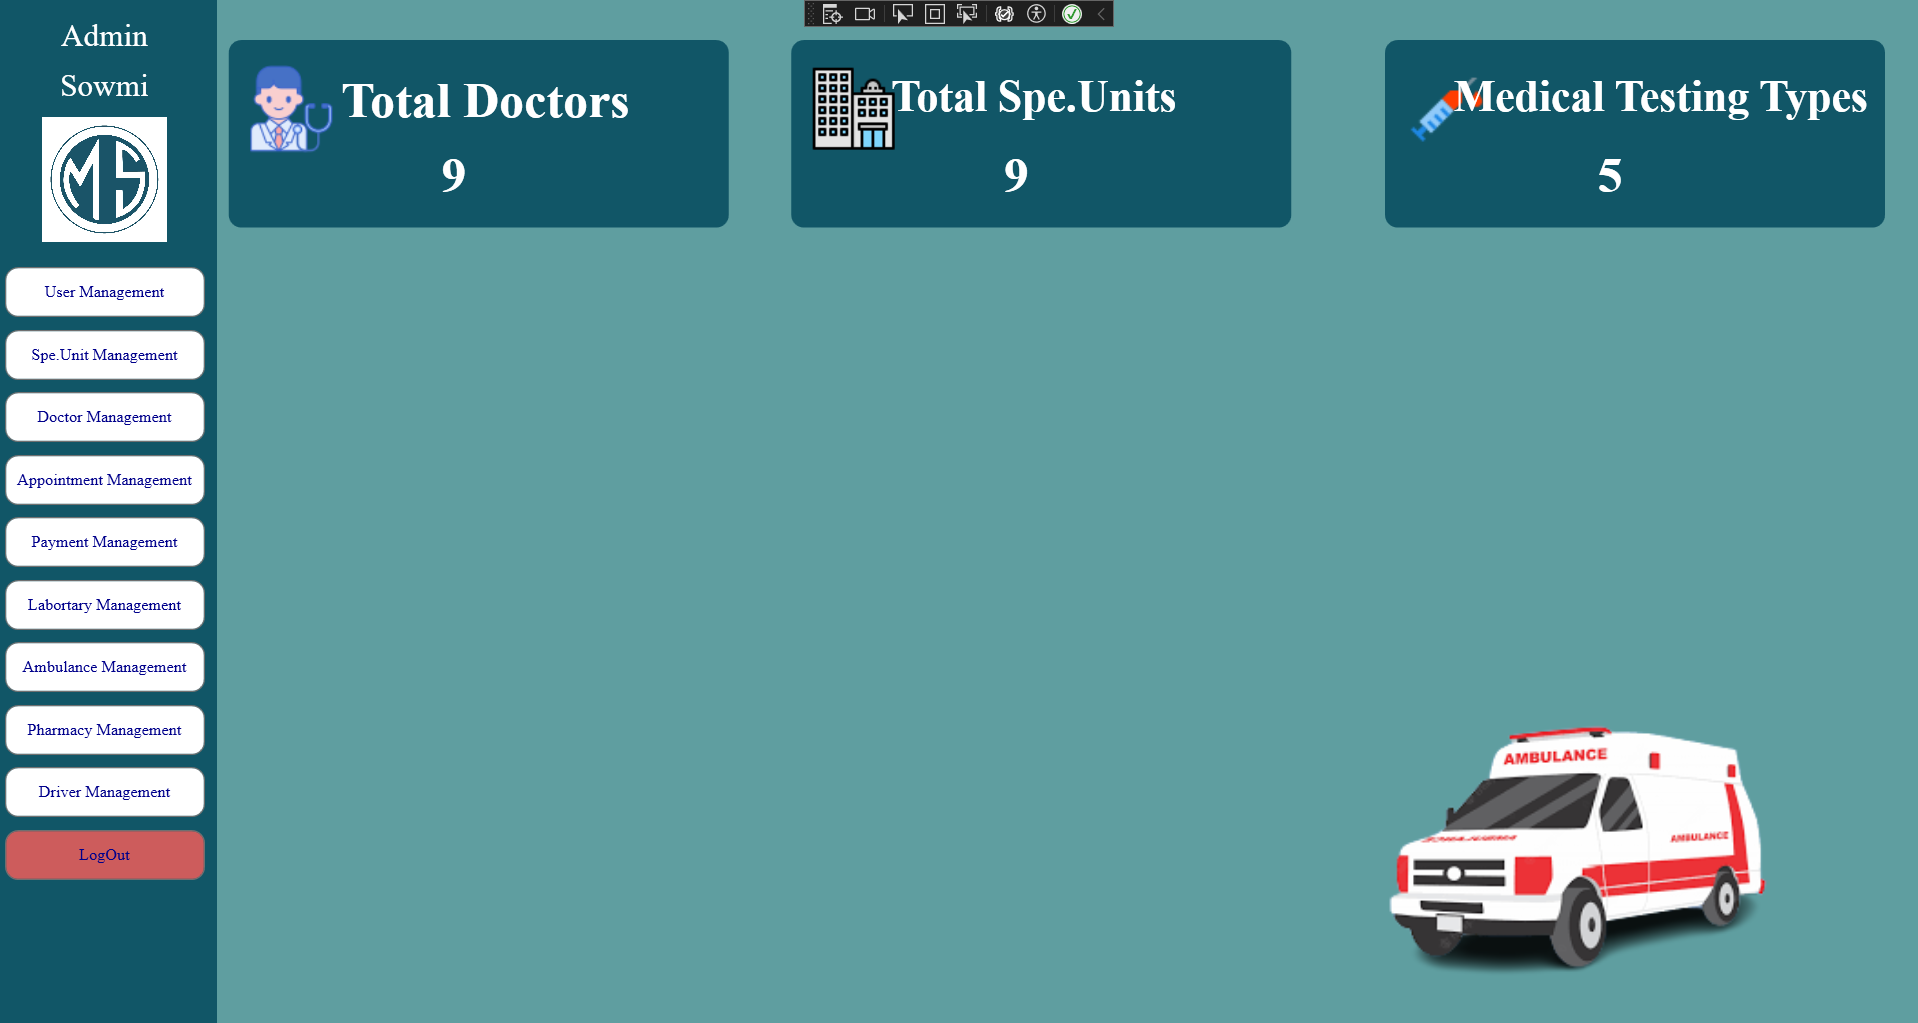 Admin
Sowmi
MS
User Management
Spe.Unit Management
Doctor Management
Appointment Management
Payment Management
Labortary Management
Ambulance Management
Pharmacy Management
Driver Management
LogOut
Total Doctors
9
Total Spe.Units
9
Medical Testing Types
5
AMBULANCE
AMBULANCE